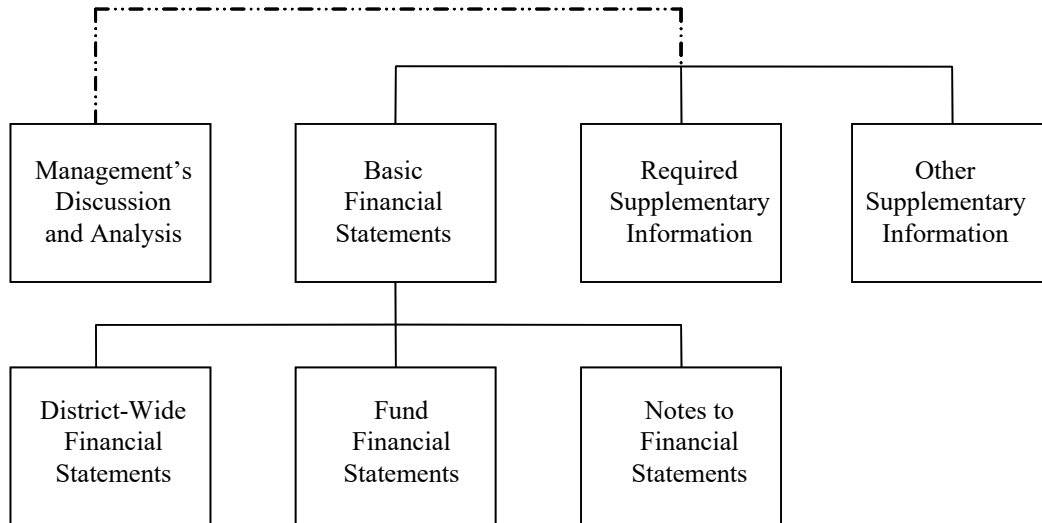 Management’s
Discussion
and Analysis
Basic
Financial
Statements
Required
Supplementary
Information
Other
Supplementary
Information
District-Wide
Financial
Statements
Fund
Financial
Statements
Notes to
Financial
Statements